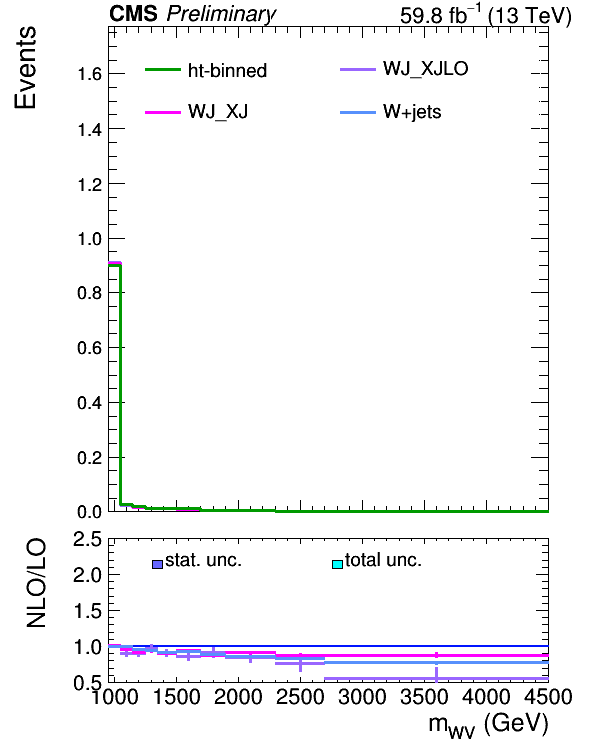 CMS Preliminary 59.8 fb⁻¹ (13 TeV)
Events
ht-binned WJ_XJLO
WJ_XJ W+jets
1.6
1.4
1.2
1.0
0.8
0.6
0.4
0.2
0.0
NLO/LO
stat. unc. total unc.
2.5
2.0
1.5
1.0
0.5
1000 1500 2000 2500 3000 3500 4000 4500
m_WV (GeV)